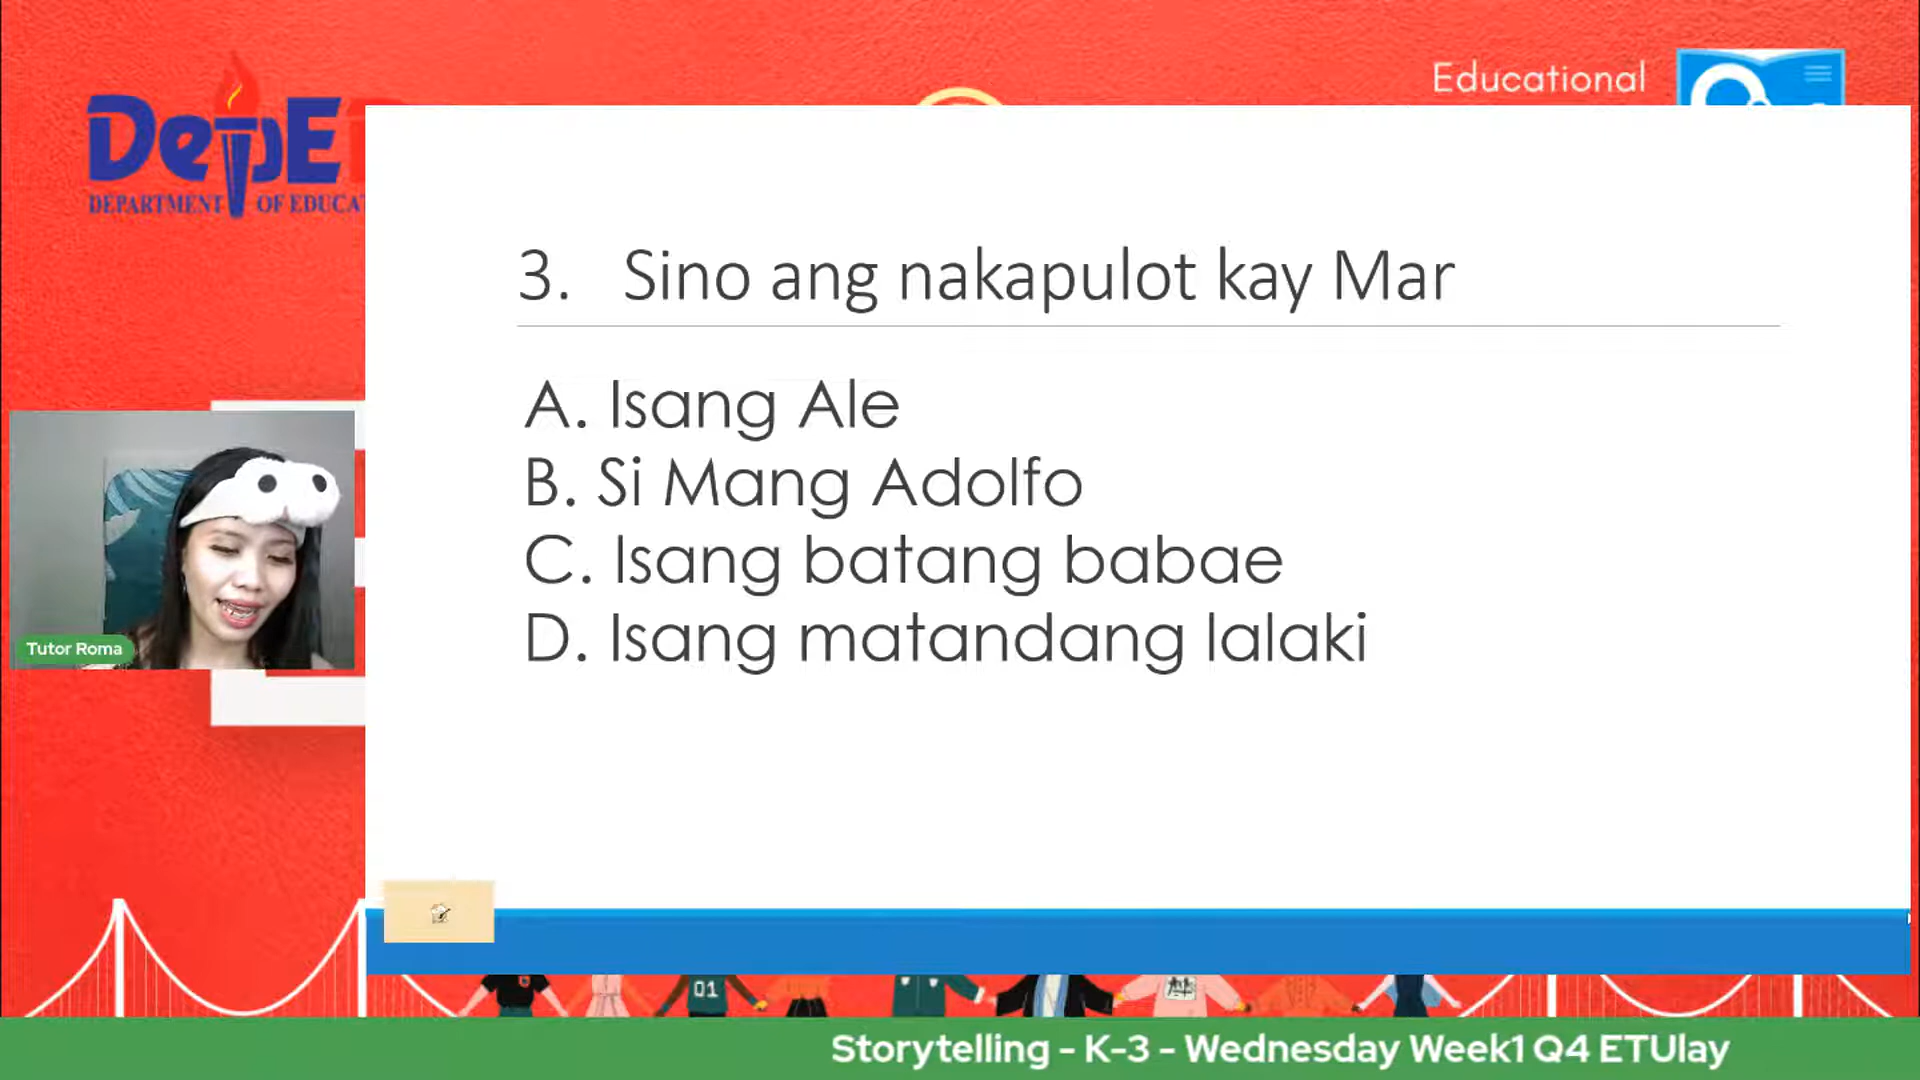 Educational
DepE
DEPARTMENT OF EDUCA
3. Sino ang nakapulot kay Mar
A. Isang Ale
B. Si Mang Adolfo
C. Isang batang babae
D. Isang matandang lalaki
Tutor Roma
01
Storytelling - K-3 - Wednesday Week1 Q4 ETUlay